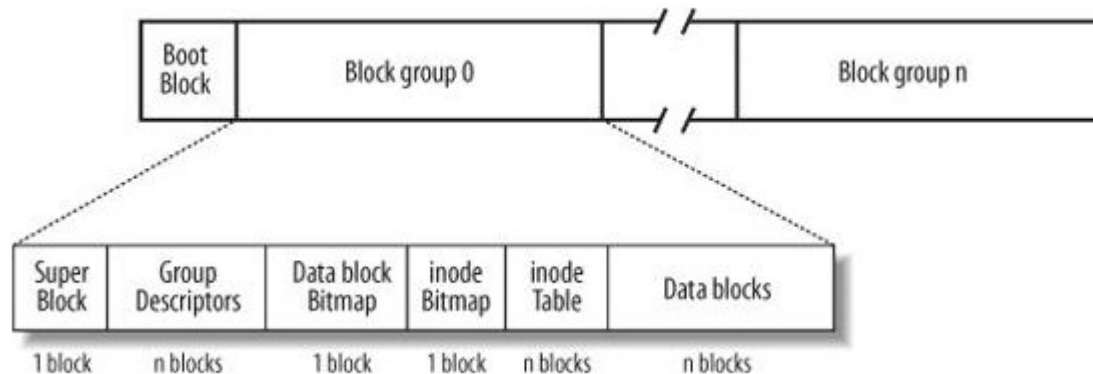 Boot
Block
Block group 0
Block group n
Super
Block
Group
Descriptors
Data block
Bitmap
inode
Bitmap
inode
Table
Data blocks
1 block
n blocks
1 block
1 block
n blocks
n blocks